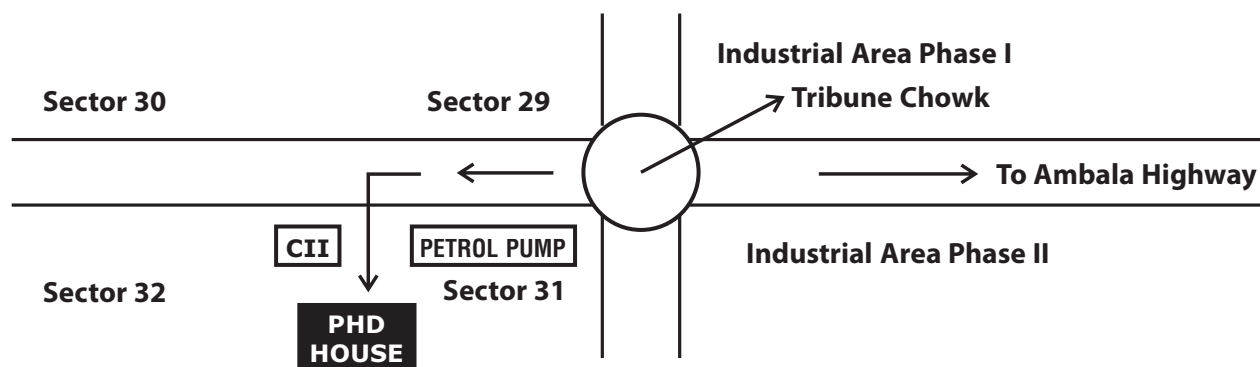 Industrial Area Phase I
Sector 30
Sector 29
Tribune Chowk
To Ambala Highway
CII
PETROL PUMP
Industrial Area Phase II
Sector 32
Sector 31
PHD
HOUSE